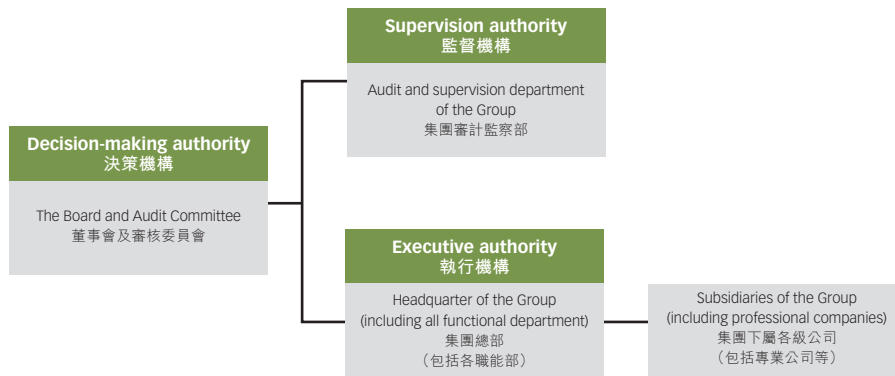 Supervision authority
監督機構
Audit and supervision department
of the Group
集團審計監察部
Decision-making authority
決策機構
The Board and Audit Committee
董事會及審核委員會
Executive authority
執行機構
Headquarter of the Group
(including all functional department)
集團總部
（包括各職能部）
Subsidiaries of the Group
(including professional companies)
集團下屬各級公司
（包括專業公司等）